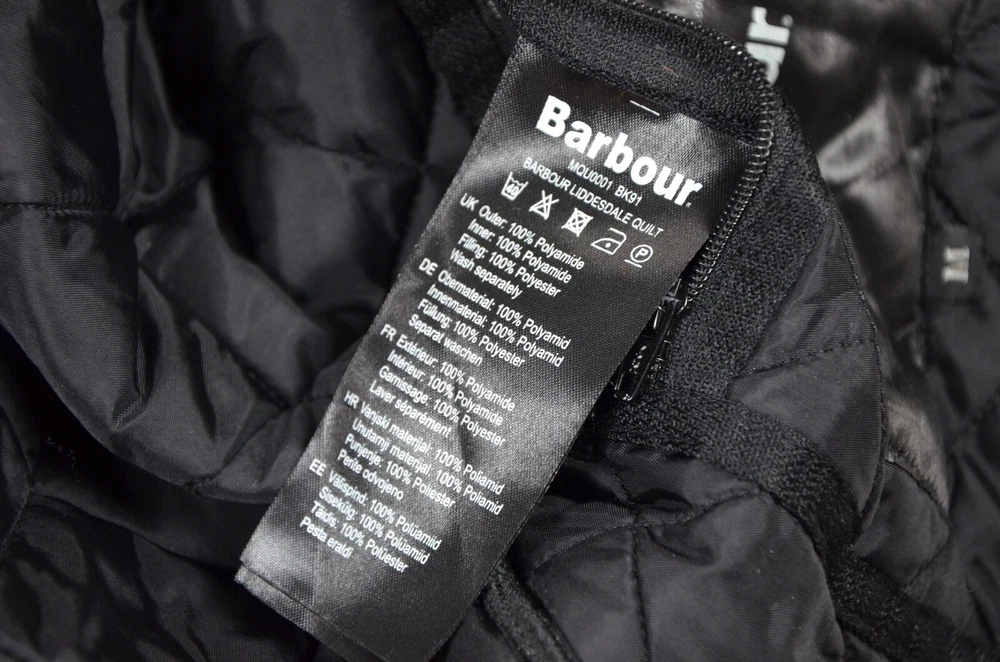 Barbour
MQU0001 BK91
BARBOUR LIDDESDALE QUILT
40
P
UK Outer: 100% Polyamide
Inner: 100% Polyamide
Filling: 100% Polyester
Wash separately
DE Obermaterial: 100% Polyamid
Innenmaterial: 100% Polyamid
Füllung: 100% Polyester
Separat waschen
FR Extérieur: 100% Polyamide
Intérieur: 100% Polyamide
Garnissage: 100% Polyester
Laver séparément
HR Vanjski materijal: 100% Poliamid
Unutarnji materijal: 100% Poliamid
Punjenje: 100% Poliester
Perite odvojeno
EE Välispind: 100% Polüamiid
Sisekülg: 100% Polüamiid
Täidis: 100% Polüester
Pesta eraldi
ur
M